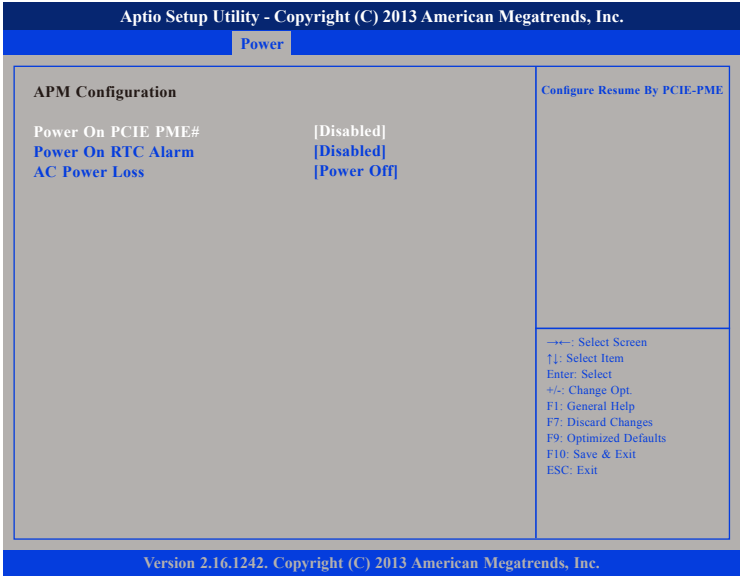 Aptio Setup Utility - Copyright (C) 2013 American Megatrends, Inc.
Power
APM Configuration
Power On PCIE PME# [Disabled]
Power On RTC Alarm [Disabled]
AC Power Loss [Power Off]
Configure Resume By PCIE-PME
→←: Select Screen
↑↓: Select Item
Enter: Select
+/-: Change Opt.
F1: General Help
F7: Discard Changes
F9: Optimized Defaults
F10: Save & Exit
ESC: Exit
Version 2.16.1242. Copyright (C) 2013 American Megatrends, Inc.